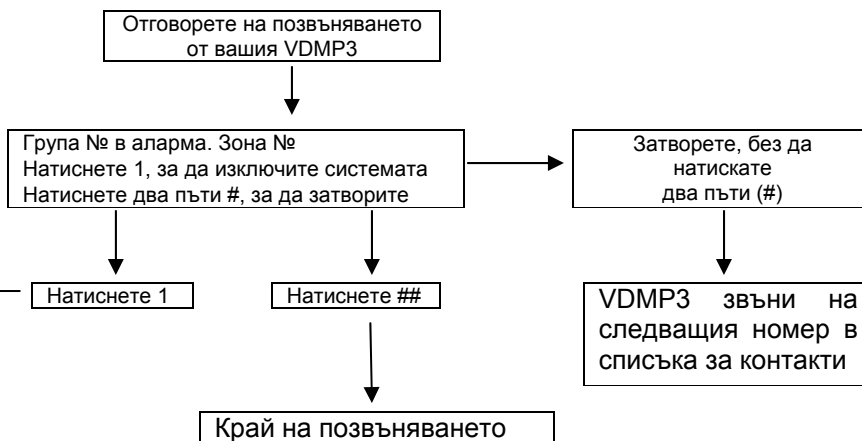 Отговорете на позвъняването
от вашия VDMP3
Група № в аларма. Зона №
Натиснете 1, за да изключите системата
Натиснете два пъти #, за да затворите
Затворете, без да
натискате
два пъти (#)
Натиснете 1
Натиснете ##
VDMP3 звъни на
следващия номер в
списъка за контакти
Край на позвъняването